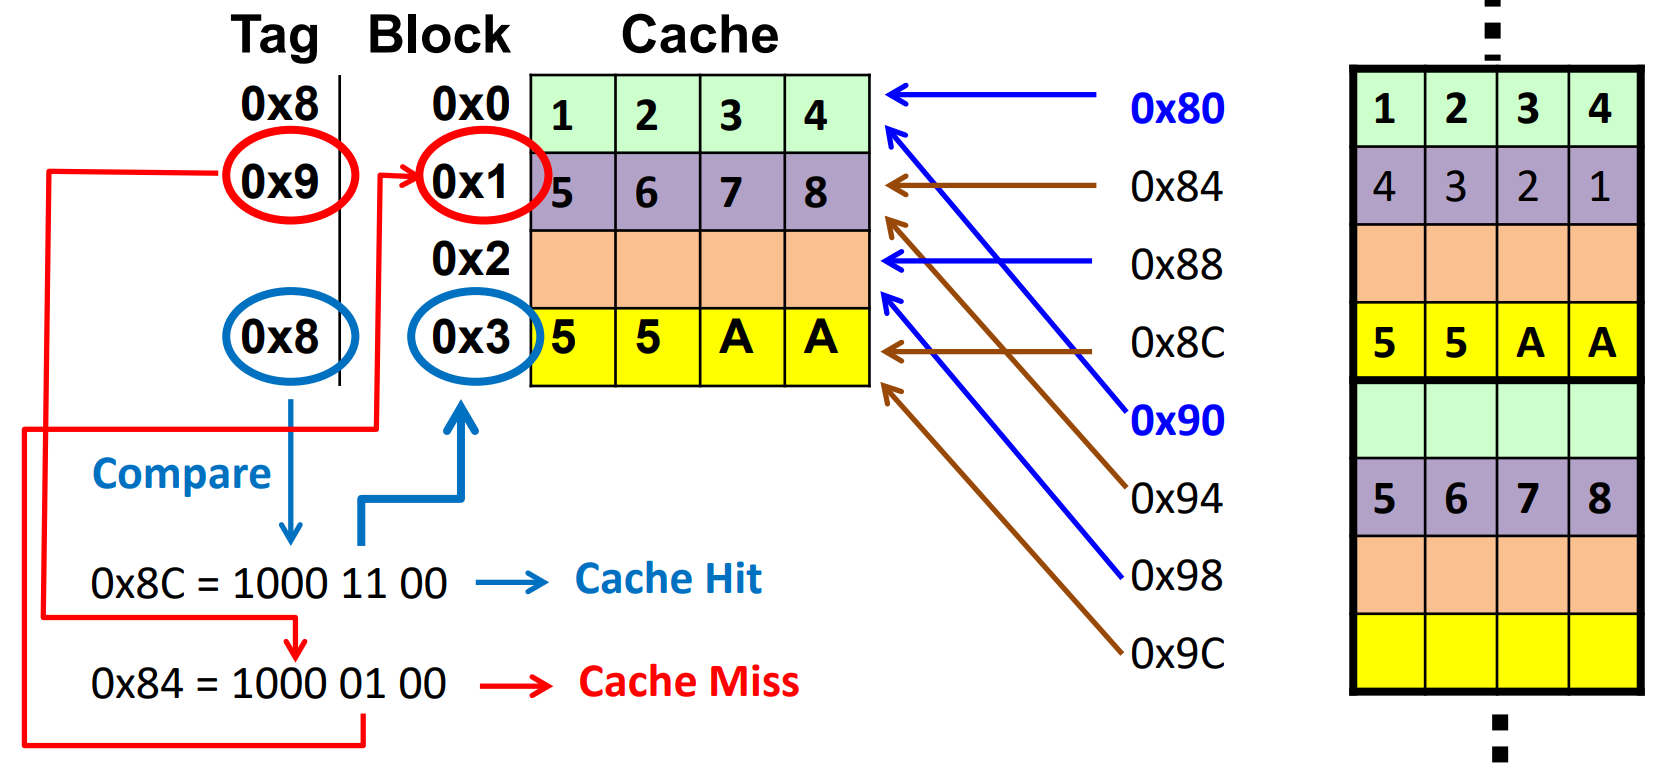 Tag Block Cache
0x8 0x0 1 2 3 4
0x9 0x1 5 6 7 8
0x2
0x8 0x3 5 5 A A
Compare
0x8C = 1000 11 00 Cache Hit
0x84 = 1000 01 00 Cache Miss
0x80 1 2 3 4
0x84 4 3 2 1
0x88
0x8C 5 5 A A
0x90
0x94 5 6 7 8
0x98
0x9C